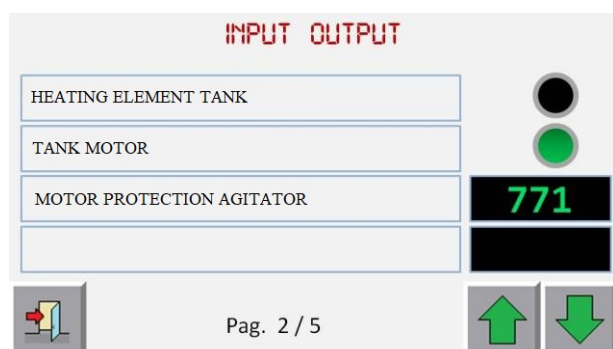 INPUT OUTPUT
HEATING ELEMENT TANK
TANK MOTOR
MOTOR PROTECTION AGITATOR 771
Pag. 2 / 5